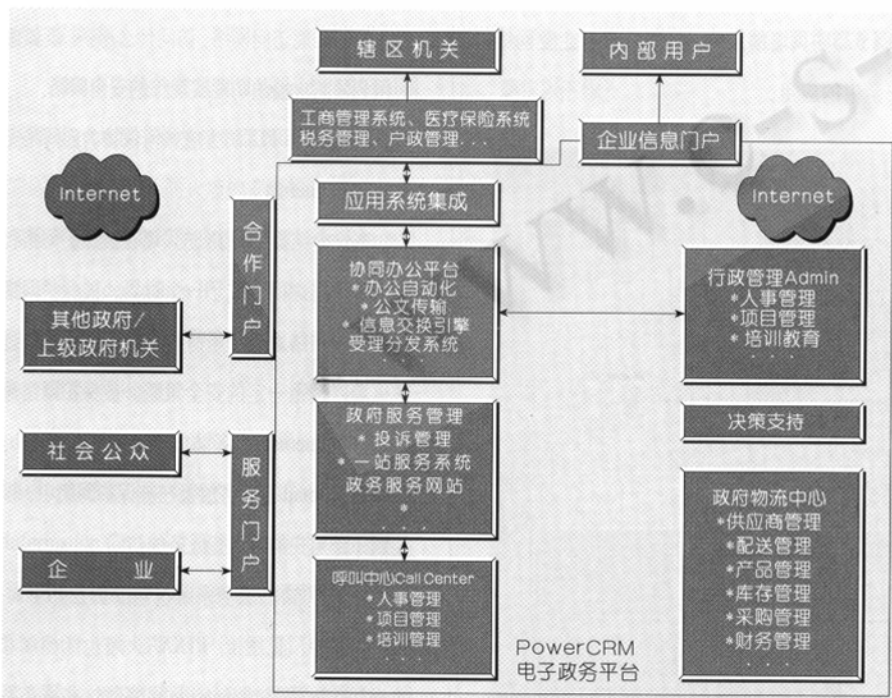 辖区机关
内部用户
工商管理系统、医疗保险系统
税务管理、户政管理...
企业信息门户
Internet
Internet
应用系统集成
合作门户
协同办公平台
*办公自动化
*公文传输
*信息交换引擎
受理分发系统
...
行政管理Admin
*人事管理
*项目管理
*培训教育
...
其他政府/
上级政府机关
政府服务管理
*投诉管理
*一站服务系统
政务服务网站
*
...
决策支持
社会公众
服务门户
企 业
政府物流中心
*供应商管理
*配送管理
*产品管理
*库存管理
*采购管理
*财务管理
...
呼叫中心Call Center
*人事管理
*项目管理
*培训管理
...
PowerCRM
电子政务平台